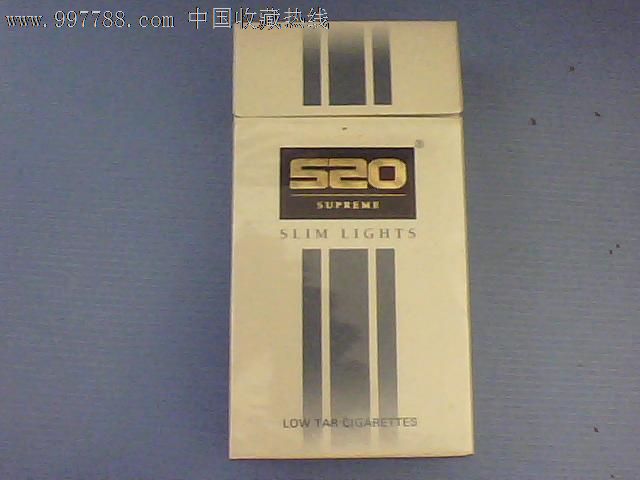 www.997788.com 中国收藏热线
520
®
SUPREME
SLIM LIGHTS
LOW TAR CIGARETTES